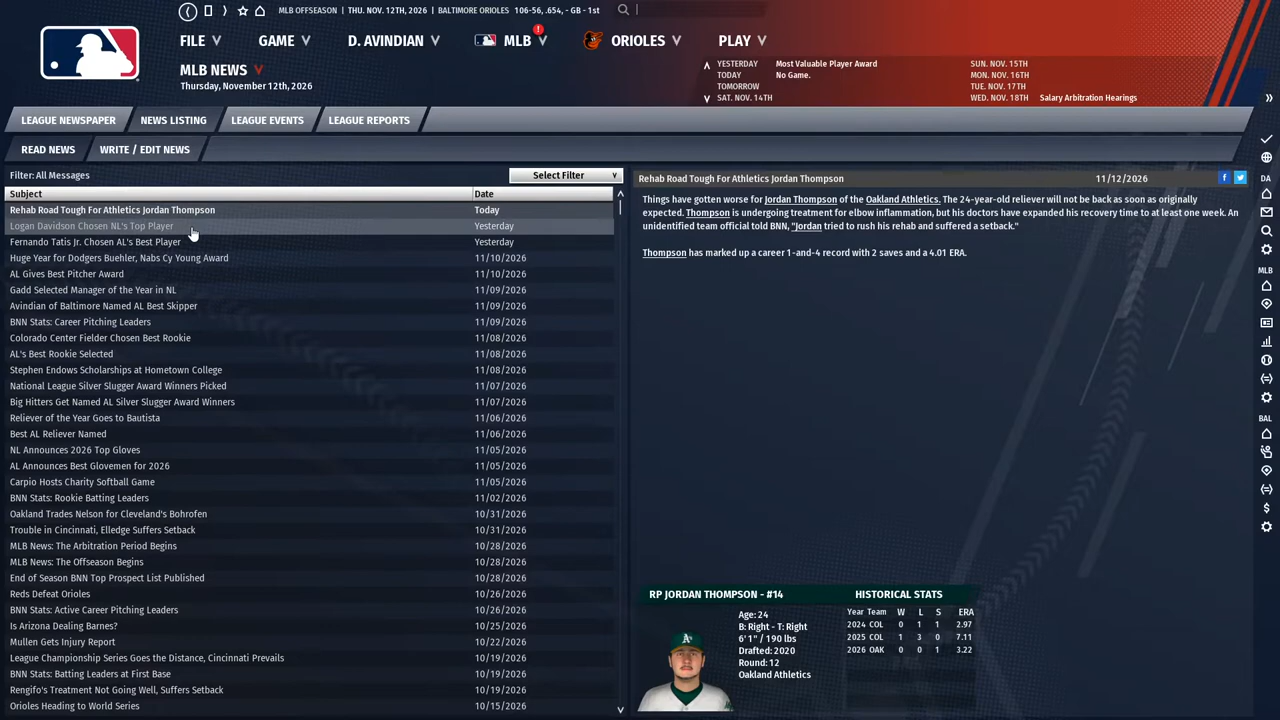 MLB OFFSEASON | THU. NOV. 12TH, 2026 | BALTIMORE ORIOLES 106-56, .654, - GB - 1st
FILE GAME D. AVINDIAN MLB ORIOLES PLAY
MLB NEWS
Thursday, November 12th, 2026
YESTERDAY Most Valuable Player Award SUN. NOV. 15TH
TODAY No Game. MON. NOV. 16TH
TOMORROW TUE. NOV. 17TH
SAT. NOV. 14TH WED. NOV. 18TH Salary Arbitration Hearings
LEAGUE NEWSPAPER NEWS LISTING LEAGUE EVENTS LEAGUE REPORTS
READ NEWS WRITE / EDIT NEWS
Filter: All Messages Select Filter
Subject Date
Rehab Road Tough For Athletics Jordan Thompson Today
Logan Davidson Chosen NL's Top Player Yesterday
Fernando Tatis Jr. Chosen AL's Best Player Yesterday
Huge Year for Dodgers Buehler, Nabs Cy Young Award 11/10/2026
AL Gives Best Pitcher Award 11/10/2026
Gadd Selected Manager of the Year in NL 11/09/2026
Avindian of Baltimore Named AL Best Skipper 11/09/2026
BNN Stats: Career Pitching Leaders 11/09/2026
Colorado Center Fielder Chosen Best Rookie 11/08/2026
AL's Best Rookie Selected 11/08/2026
Stephen Endows Scholarships at Hometown College 11/08/2026
National League Silver Slugger Award Winners Picked 11/07/2026
Big Hitters Get Named AL Silver Slugger Award Winners 11/07/2026
Reliever of the Year Goes to Bautista 11/06/2026
Best AL Reliever Named 11/06/2026
NL Announces 2026 Top Gloves 11/05/2026
AL Announces Best Glovemen for 2026 11/05/2026
Carpio Hosts Charity Softball Game 11/05/2026
BNN Stats: Rookie Batting Leaders 11/02/2026
Oakland Trades Nelson for Cleveland's Bohrofen 10/31/2026
Trouble in Cincinnati, Elledge Suffers Setback 10/31/2026
MLB News: The Arbitration Period Begins 10/28/2026
MLB News: The Offseason Begins 10/28/2026
End of Season BNN Top Prospect List Published 10/28/2026
Reds Defeat Orioles 10/26/2026
BNN Stats: Active Career Pitching Leaders 10/26/2026
Is Arizona Dealing Barnes? 10/25/2026
Mullen Gets Injury Report 10/22/2026
League Championship Series Goes the Distance, Cincinnati Prevails 10/19/2026
BNN Stats: Batting Leaders at First Base 10/19/2026
Rengifo's Treatment Not Going Well, Suffers Setback 10/19/2026
Orioles Heading to World Series 10/15/2026
Rehab Road Tough For Athletics Jordan Thompson 11/12/2026
Things have gotten worse for Jordan Thompson of the Oakland Athletics. The 24-year-old reliever will not be back as soon as originally
expected. Thompson is undergoing treatment for elbow inflammation, but his doctors have expanded his recovery time to at least one week. An
unidentified team official told BNN, "Jordan tried to rush his rehab and suffered a setback."
Thompson has marked up a career 1-and-4 record with 2 saves and a 4.01 ERA.
RP JORDAN THOMPSON - #14
Age: 24
B: Right - T: Right
6' 1" / 190 lbs
Drafted: 2020
Round: 12
Oakland Athletics
HISTORICAL STATS
Year Team W L S ERA
2024 COL 0 1 1 2.97
2025 COL 1 3 0 7.11
2026 OAK 0 0 1 3.22
DA
MLB
BAL